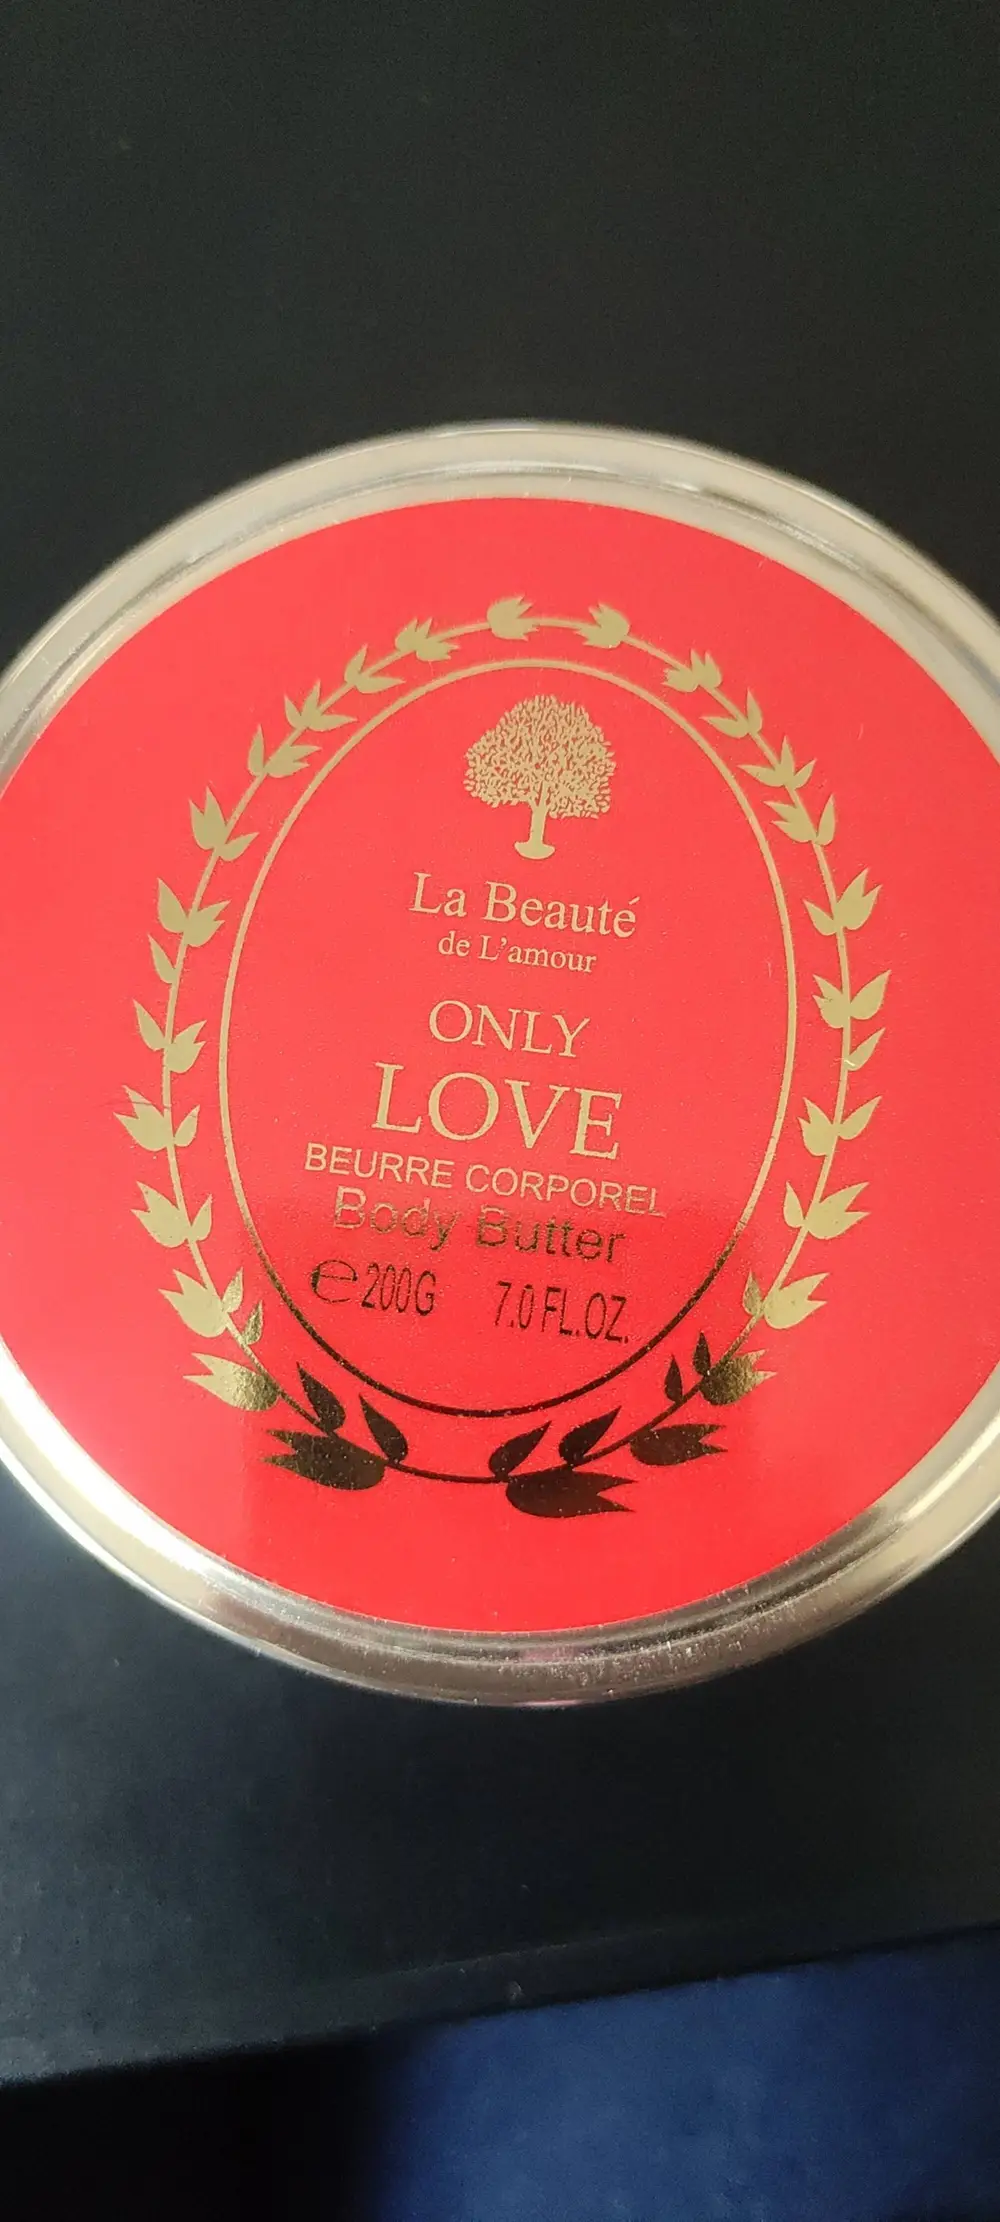 La Beauté
de L'amour
ONLY
LOVE
BEURRE CORPOREL
Body Butter
℮200G 7.0 FL.OZ.